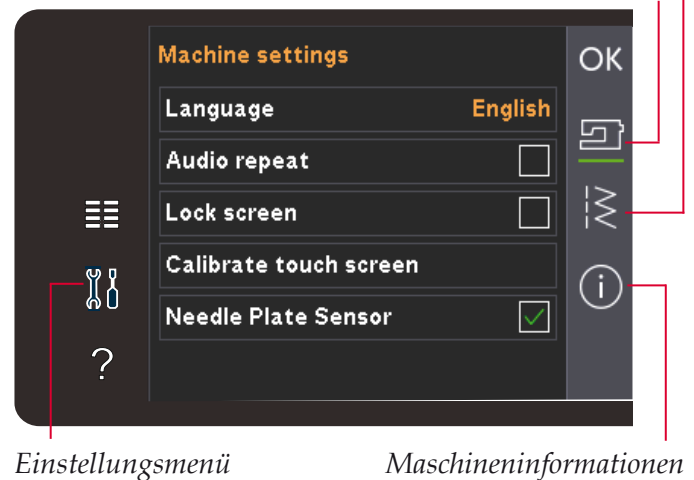 Machine settings
OK
Language English
Audio repeat
Lock screen
Calibrate touch screen
Needle Plate Sensor
?
i
Einstellungsmenü
Maschineninformationen